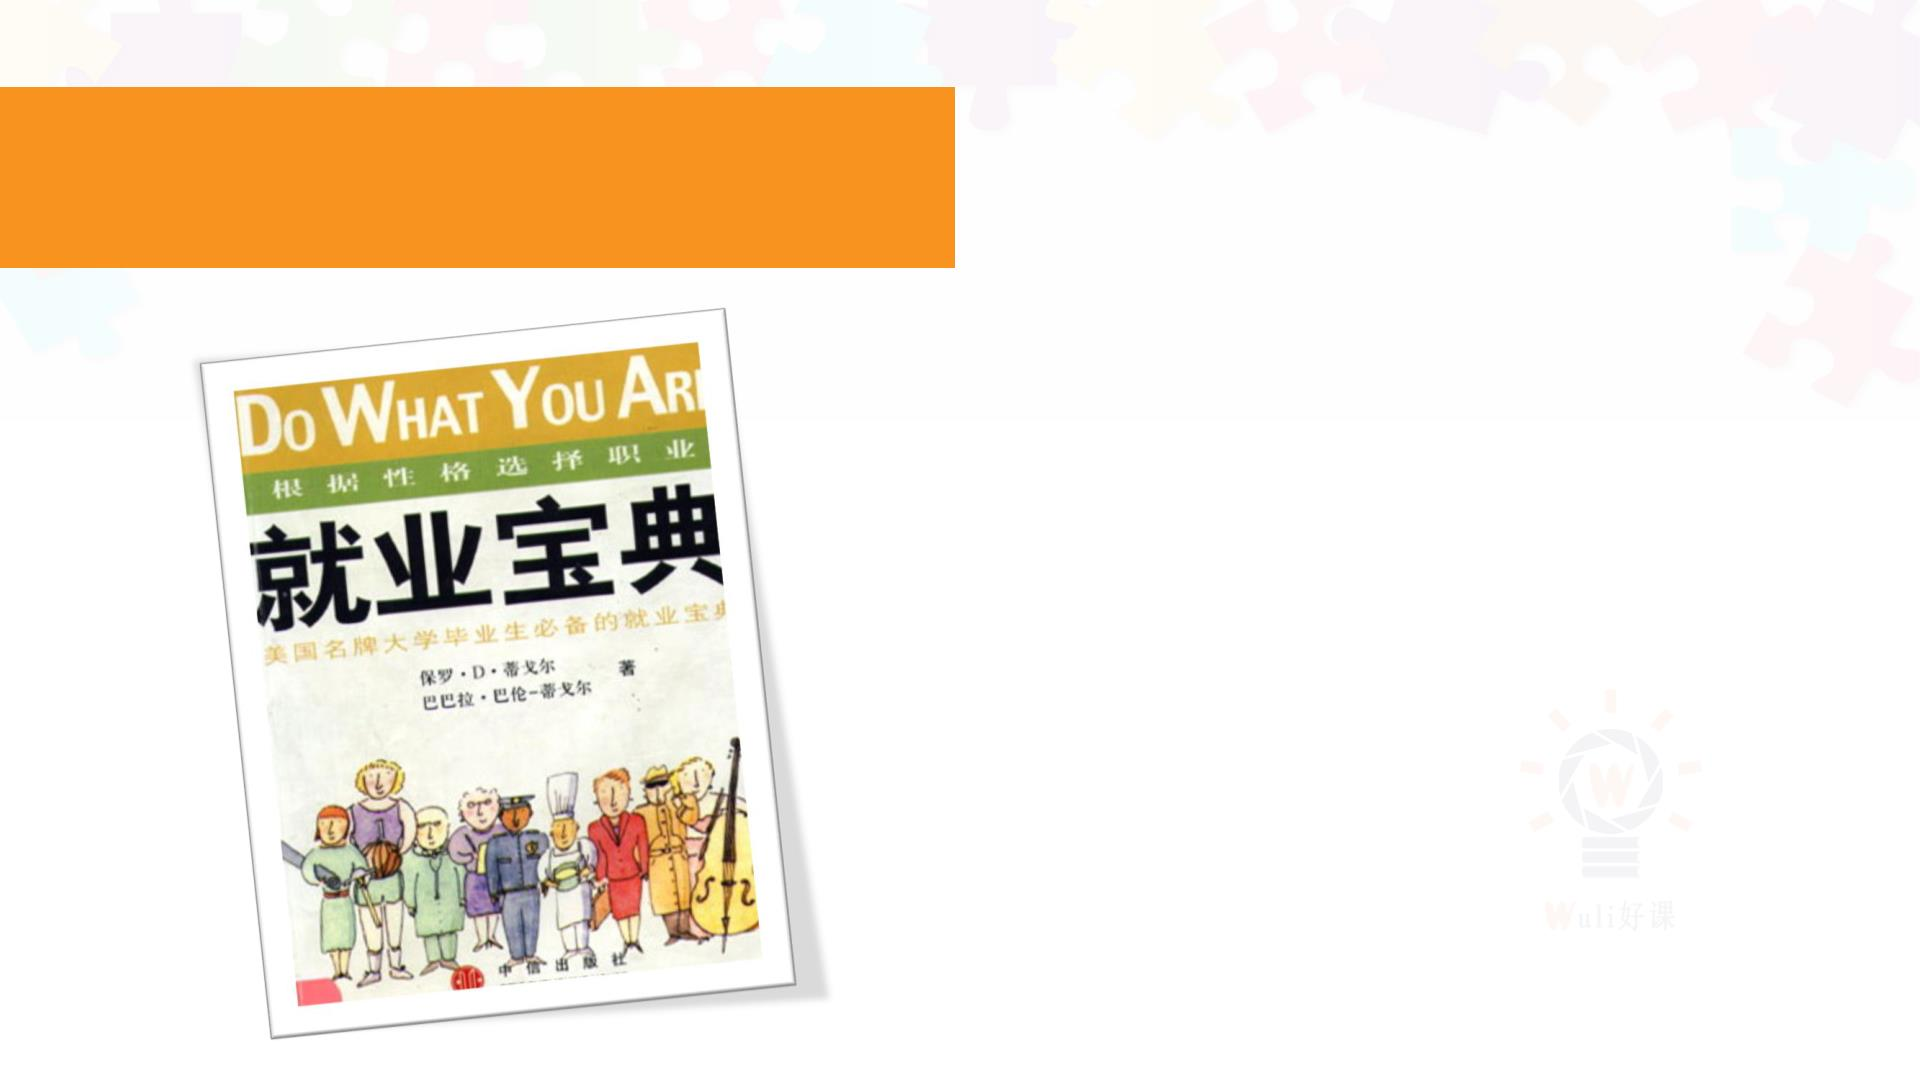 DO WHAT YOU ARE
根据性格选择职业
就业宝典
美国名牌大学毕业生必备的就业宝典
保罗·D·蒂戈尔
著
巴巴拉·巴伦-蒂戈尔
中信出版社
Wuli好课